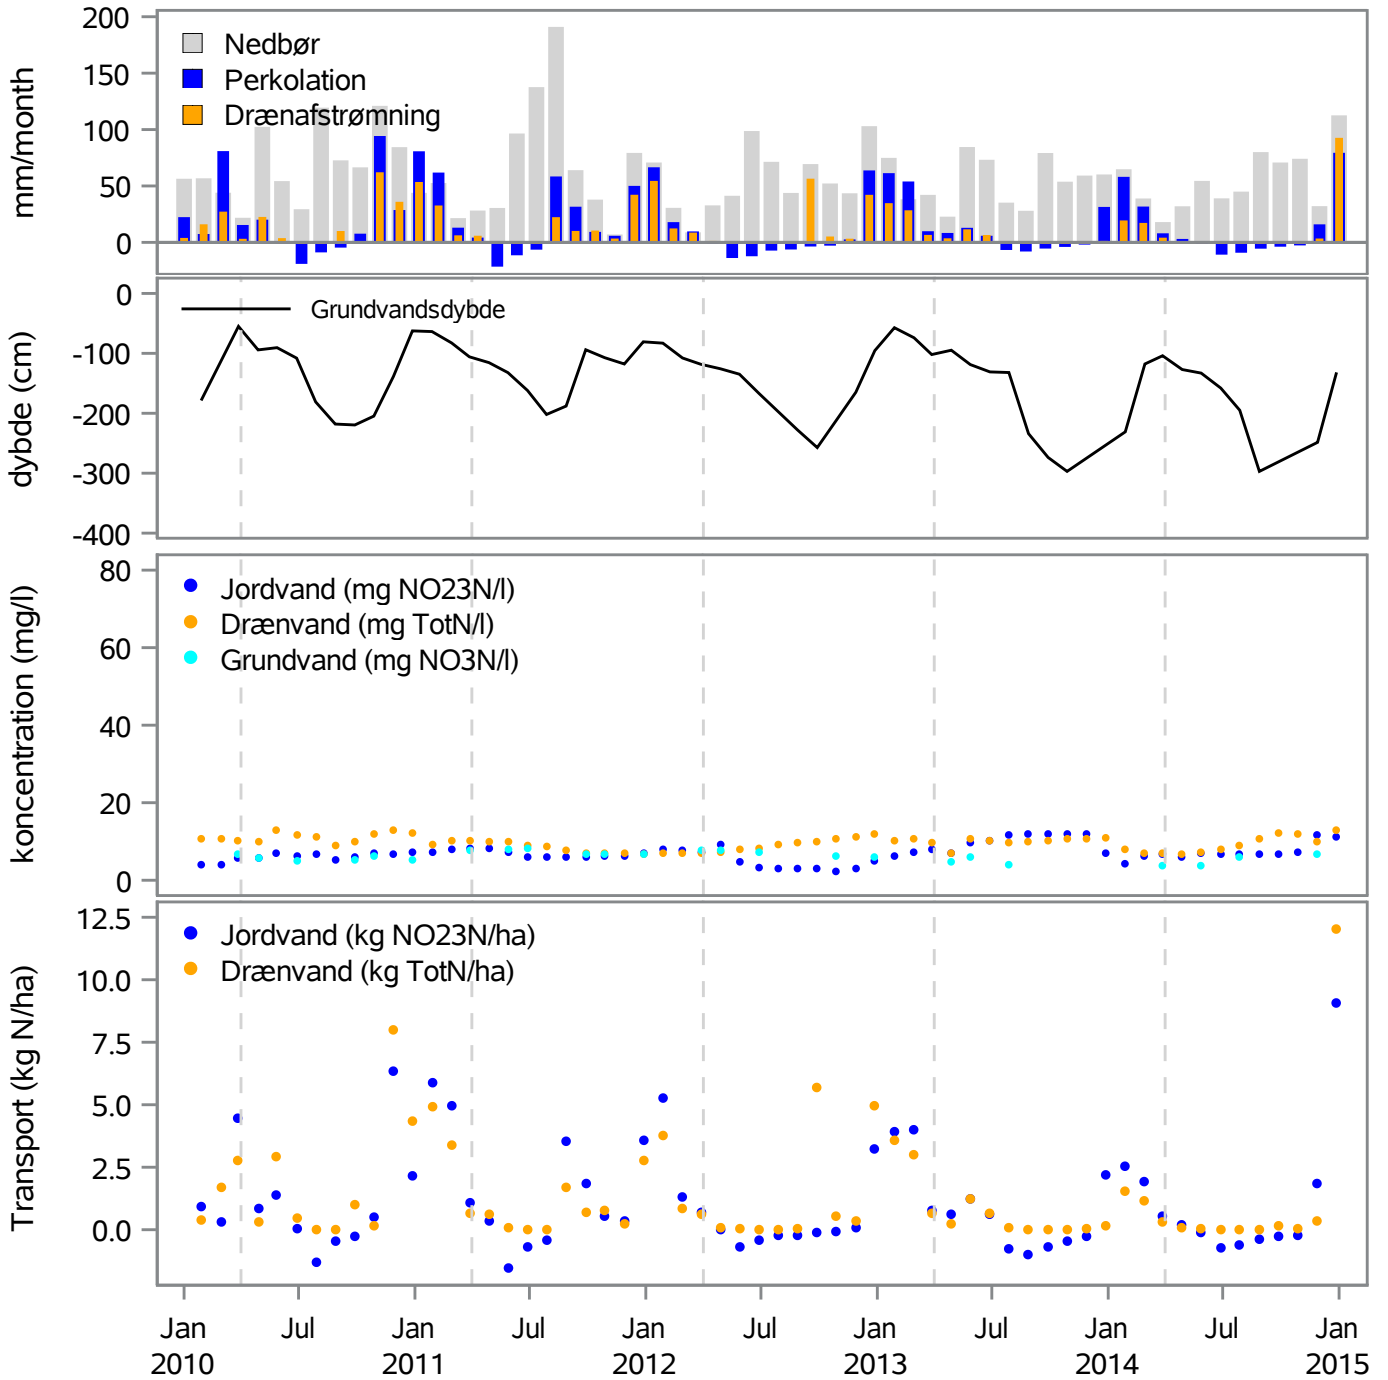 200
150
100
50
0
mm/month
Nedbør
Perkolation
Drænafstrømning
0
-100
-200
-300
-400
dybde (cm)
Grundvandsdybde
80
60
40
20
0
koncentration (mg/l)
Jordvand (mg NO23N/l)
Drænvand (mg TotN/l)
Grundvand (mg NO3N/l)
12.5
10.0
7.5
5.0
2.5
0.0
Transport (kg N/ha)
Jordvand (kg NO23N/ha)
Drænvand (kg TotN/ha)
Jan Jul Jan Jul Jan Jul Jan Jul Jan Jul Jan
2010 2011 2012 2013 2014 2015